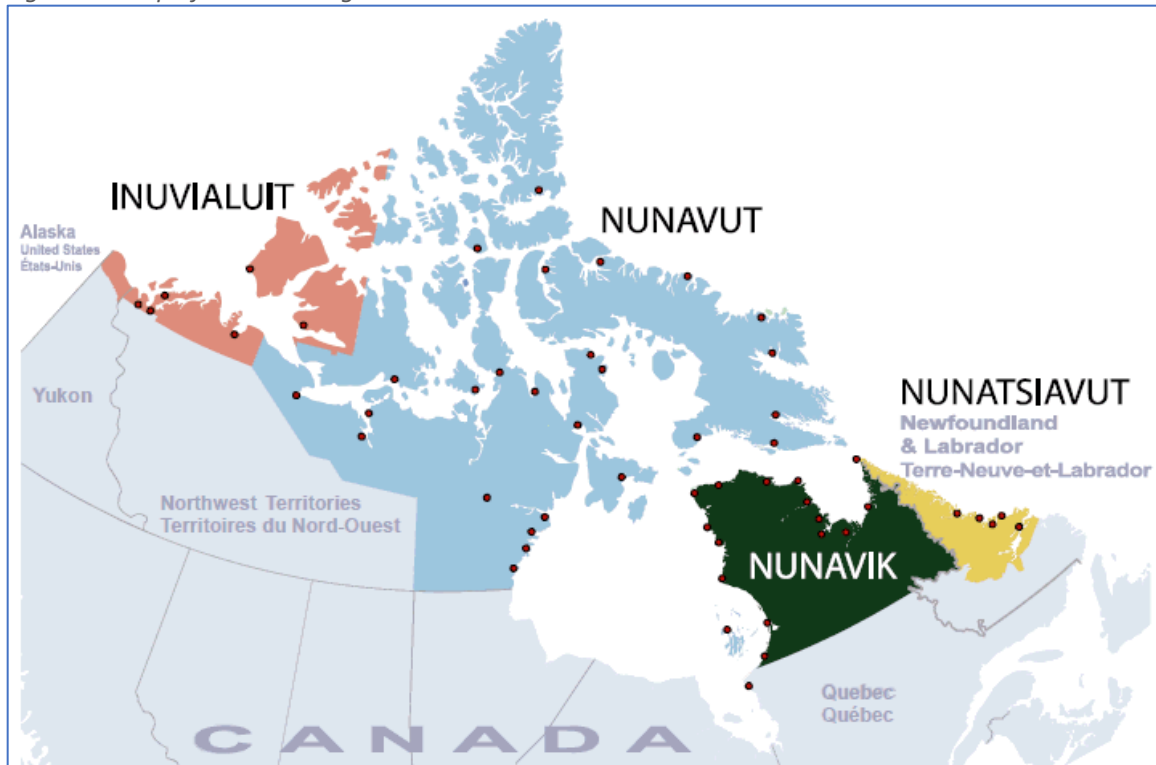 INUVIALUIT
NUNAVUT
Alaska
United States
États-Unis
NUNATSIAVUT
Newfoundland
& Labrador
Terre-Neuve-et-Labrador
Yukon
Northwest Territories
Territoires du Nord-Ouest
NUNAVIK
Quebec
Québec
CANADA